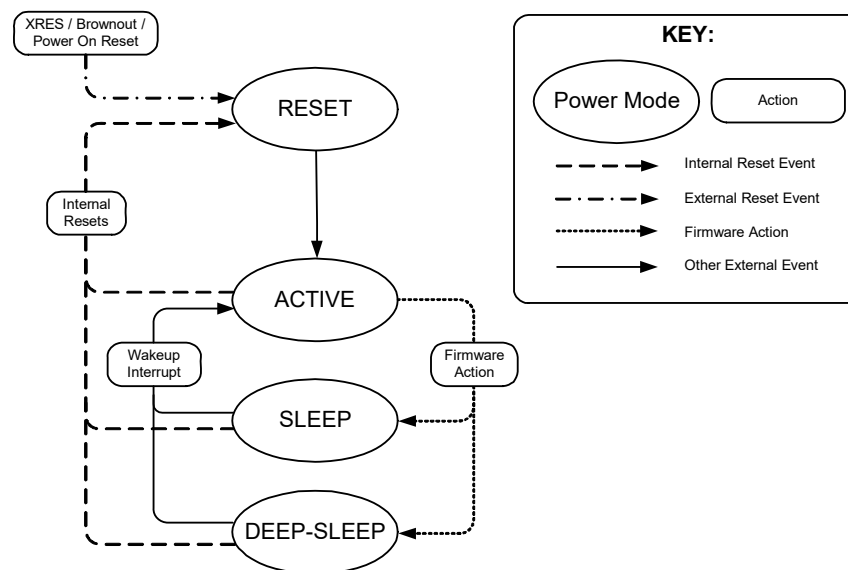 XRES / Brownout /
Power On Reset
KEY:
RESET
Power Mode
Action
Internal Reset Event
Internal
Resets
External Reset Event
Firmware Action
Other External Event
ACTIVE
Wakeup
Interrupt
Firmware
Action
SLEEP
DEEP-SLEEP